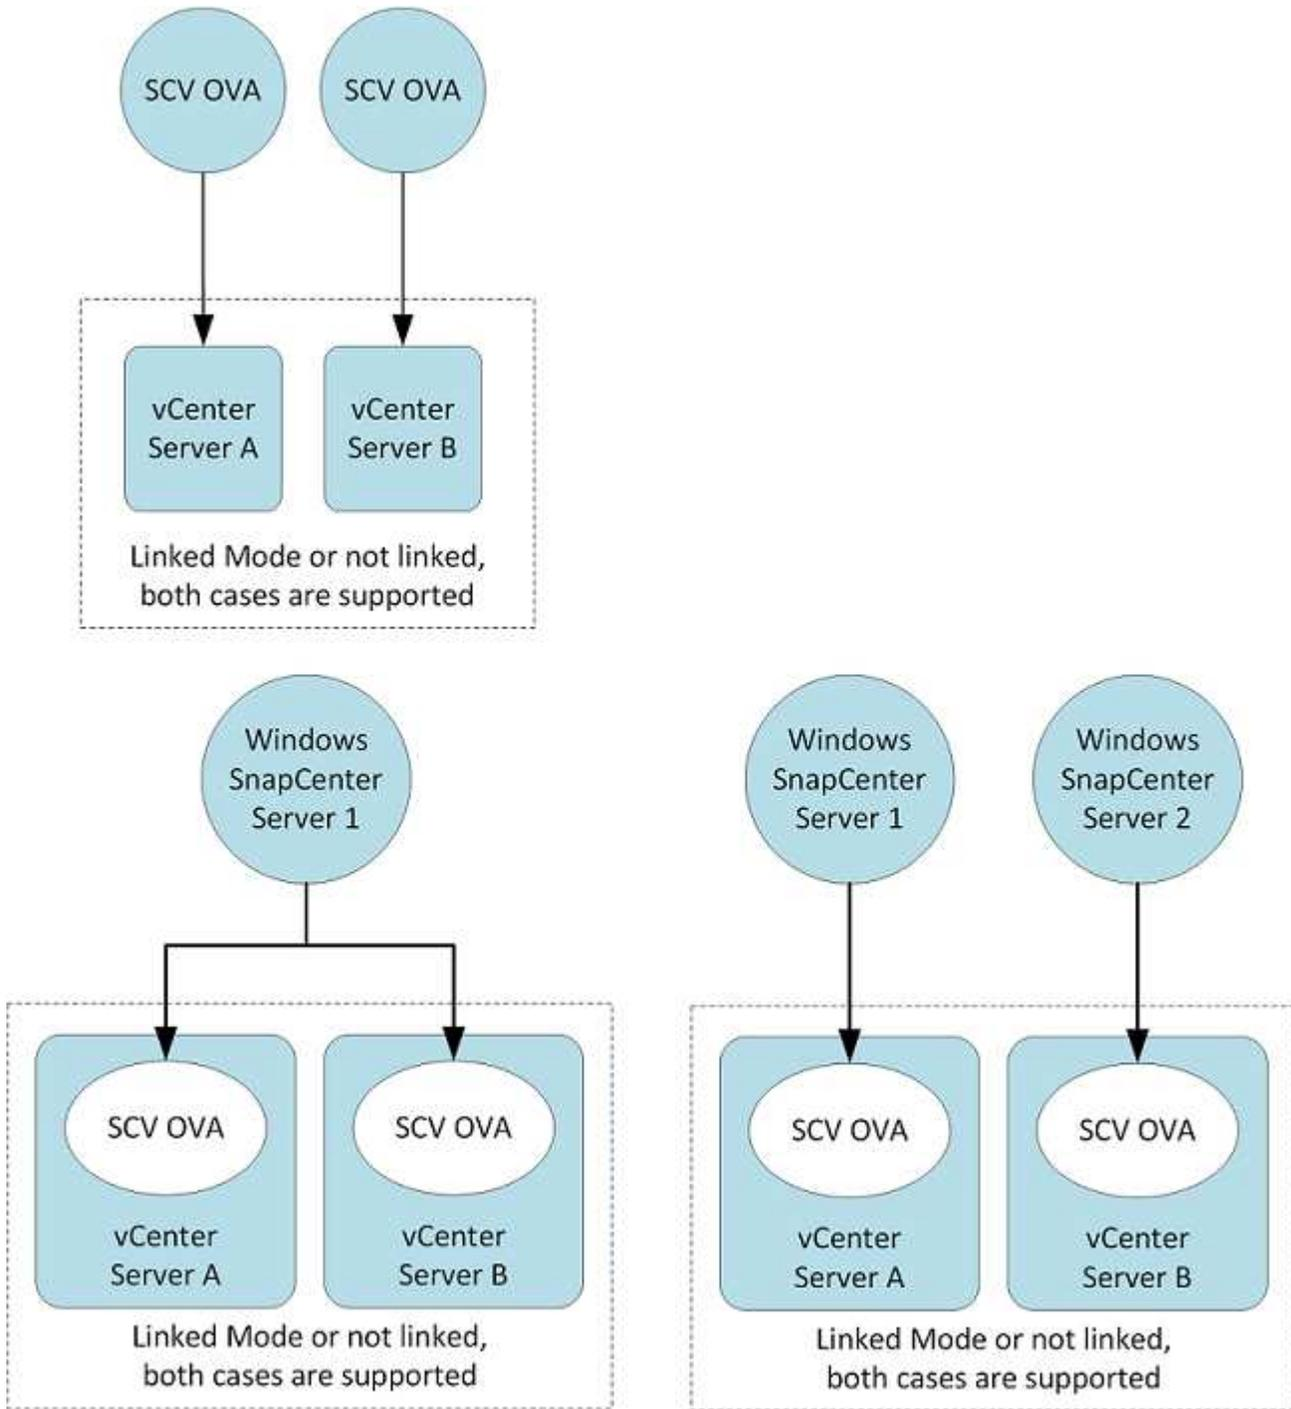 SCV OVA
SCV OVA
vCenter
Server A
vCenter
Server B
Linked Mode or not linked,
both cases are supported
Windows
SnapCenter
Server 1
SCV OVA
vCenter
Server A
SCV OVA
vCenter
Server B
Linked Mode or not linked,
both cases are supported
Windows
SnapCenter
Server 1
Windows
SnapCenter
Server 2
SCV OVA
vCenter
Server A
SCV OVA
vCenter
Server B
Linked Mode or not linked,
both cases are supported